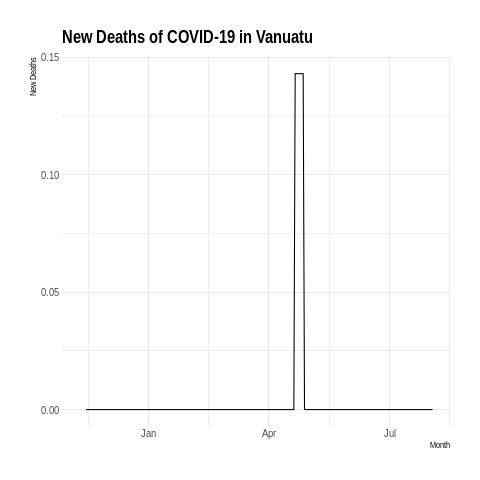 New Deaths of COVID-19 in Vanuatu
New Deaths
0.15
0.10
0.05
0.00
Jan
Apr
Jul
Month